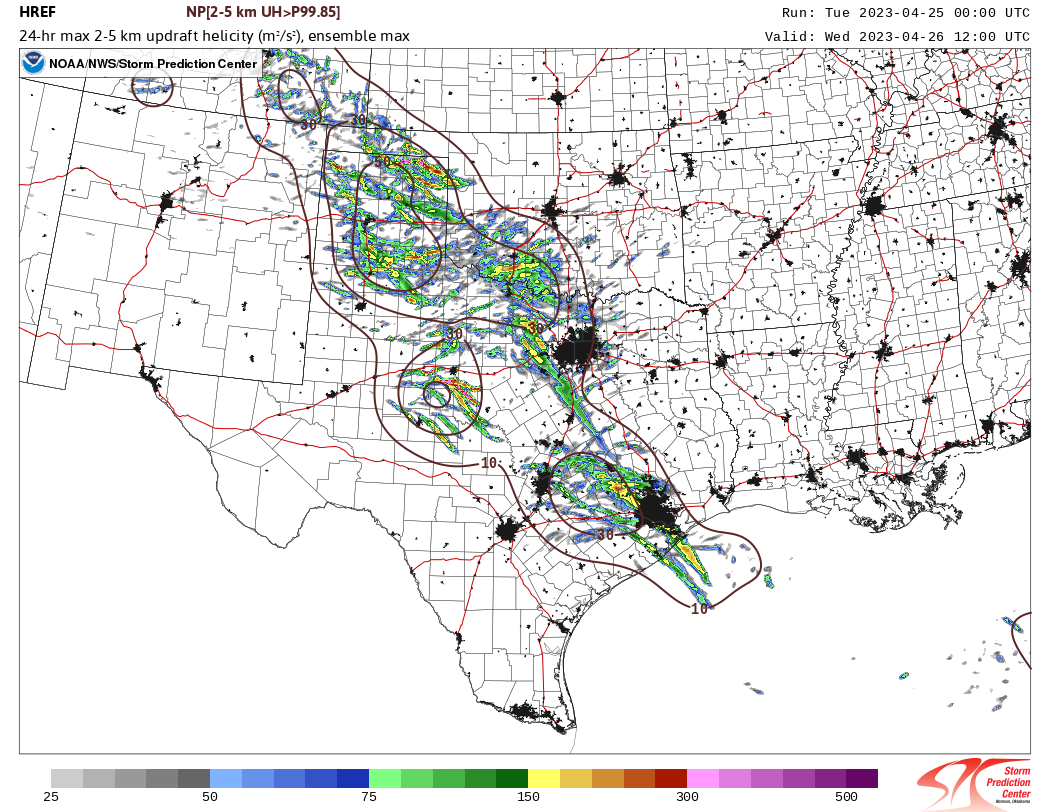 HREF
NP[2-5 km UH>P99.85]
Run: Tue 2023-04-25 00:00 UTC
24-hr max 2-5 km updraft helicity (m²/s²), ensemble max
Valid: Wed 2023-04-26 12:00 UTC
NOAA/NWS/Storm Prediction Center
30
30
50
30
30
10
30
10
25 50 75 150 300 500
Storm
Prediction
Center
Norman, Oklahoma